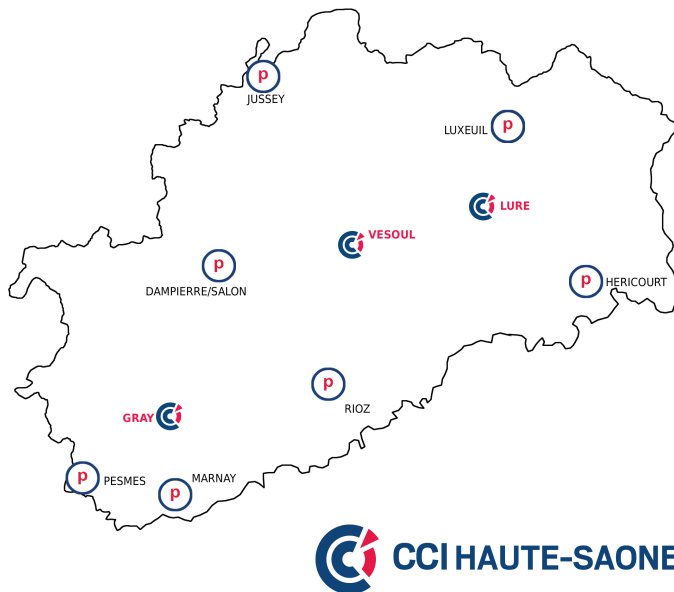 p
JUSSEY
LUXEUIL p
LURE
VESOUL
p
DAMPIERRE/SALON
p HERICOURT
p
RIOZ
GRAY
p PESMES
MARNAY
p
CCI HAUTE-SAONE